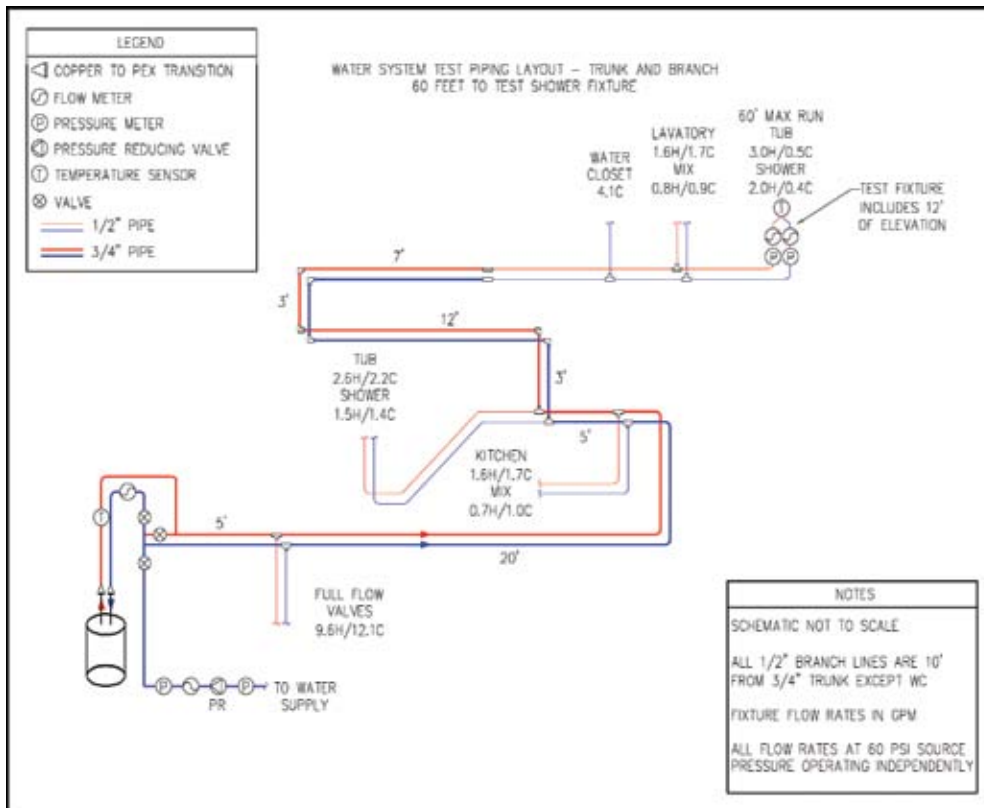 LEGEND
COPPER TO PEX TRANSITION
FLOW METER
P PRESSURE METER
PRESSURE REDUCING VALVE
T TEMPERATURE SENSOR
VALVE
1/2" PIPE
3/4" PIPE
WATER SYSTEM TEST PIPING LAYOUT – TRUNK AND BRANCH
60 FEET TO TEST SHOWER FIXTURE
WATER
CLOSET
4.1C
LAVATORY
1.6H/1.7C
MIX
0.8H/0.9C
60' MAX RUN
TUB
3.0H/0.5C
SHOWER
2.0H/0.4C
TEST FIXTURE
INCLUDES 12'
OF ELEVATION
T
P P
7'
3'
12'
3'
TUB
2.6H/2.2C
SHOWER
1.5H/1.4C
5'
KITCHEN
1.6H/1.7C
MIX
0.7H/1.0C
T
5'
20'
FULL FLOW
VALVES
9.6H/12.1C
P P
PR
TO WATER
SUPPLY
NOTES
SCHEMATIC NOT TO SCALE
ALL 1/2" BRANCH LINES ARE 10'
FROM 3/4" TRUNK EXCEPT WC
FIXTURE FLOW RATES IN GPM
ALL FLOW RATES AT 60 PSI SOURCE
PRESSURE OPERATING INDEPENDENTLY